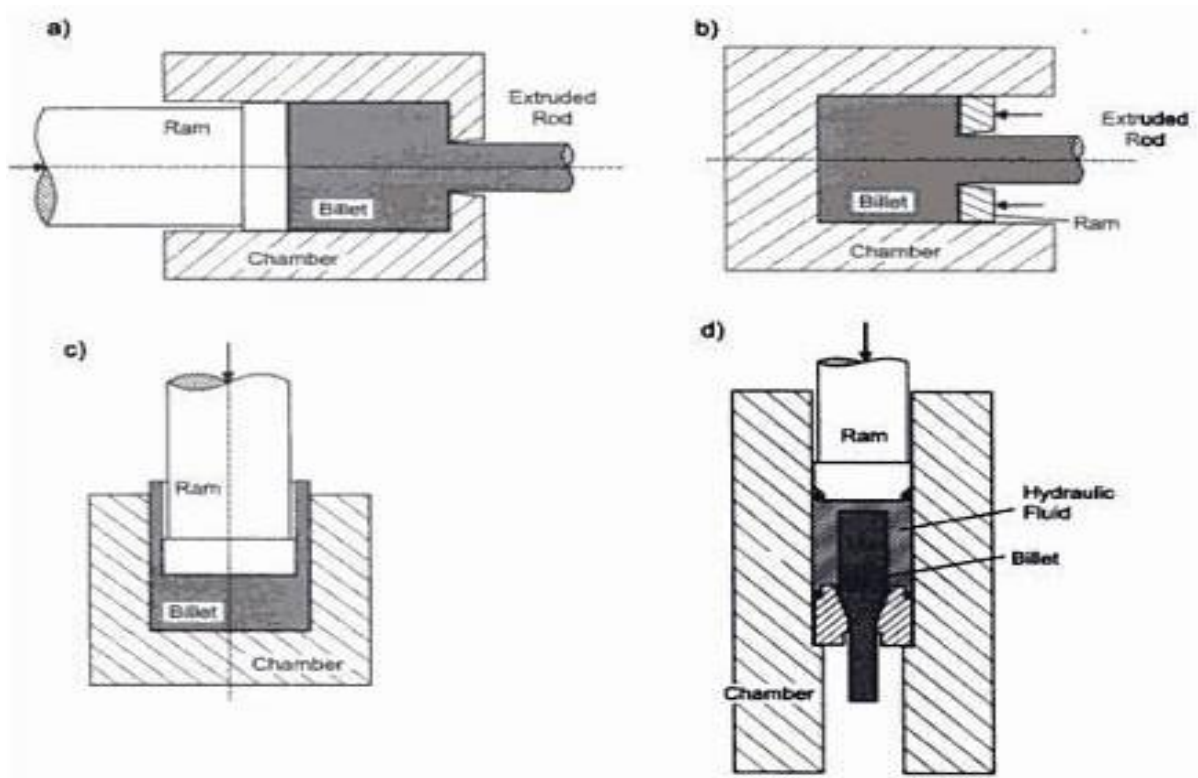 a)
Ram
Extruded
Rod
Billet
Chamber
b)
Extruded
Rod
Billet
Ram
Chamber
c)
Ram
Billet
Chamber
d)
Ram
Hydraulic
Fluid
Billet
Chamber